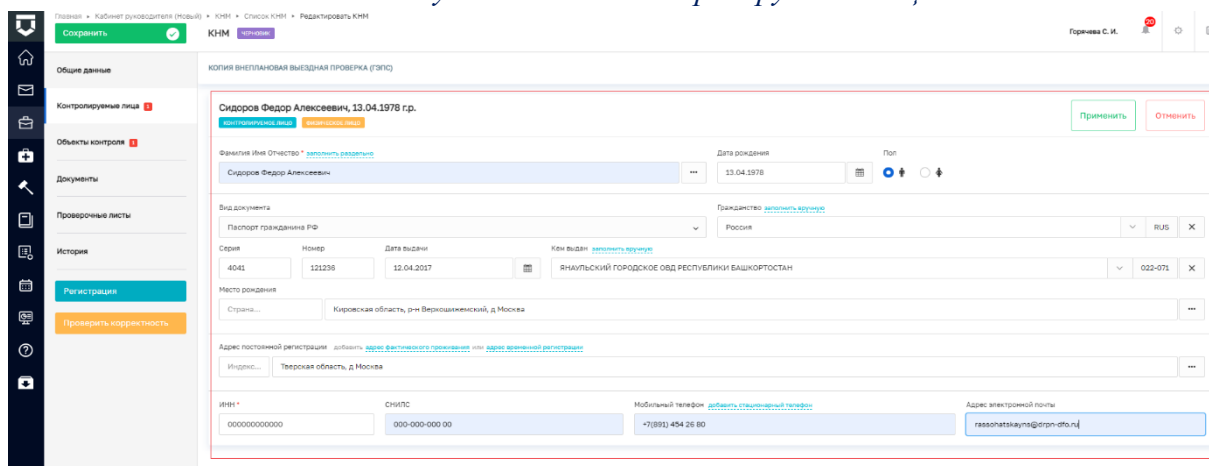 Главная • Кабинет руководителя (Новый) • КНМ • Список КНМ • Редактировать КНМ
Сохранить
КНМ ЧЕРНОВИК
Горячева С. И.
20
Общие данные
КОПИЯ ВНЕПЛАНОВАЯ ВЫЕЗДНАЯ ПРОВЕРКА (ГЭПС)
Контролируемые лица 1
Объекты контроля 1
Документы
Проверочные листы
История
Регистрация
Проверить корректность
Сидоров Федор Алексеевич, 13.04.1978 г.р.
КОНТРОЛИРУЕМОЕ ЛИЦО ФИЗИЧЕСКОЕ ЛИЦО
Применить Отменить
Фамилия Имя Отчество * заполнить раздельно Дата рождения Пол
Сидоров Федор Алексеевич ... 13.04.1978
Вид документа Гражданство заполнить вручную
Паспорт гражданина РФ Россия RUS ×
Серия Номер Дата выдачи Кем выдан заполнить вручную
4041 121236 12.04.2017 ЯНАУЛЬСКИЙ ГОРОДСКОЕ ОВД РЕСПУБЛИКИ БАШКОРТОСТАН 022-071 ×
Место рождения
Страна... Кировская область, р-н Верхошижемский, д Москва ...
Адрес постоянной регистрации добавить адрес фактического проживания или адрес временной регистрации
Индекс... Тверская область, д Москва ...
ИНН * СНИЛС Мобильный телефон добавить стационарный телефон Адрес электронной почты
000000000000 000-000-000 00 +7(891) 454 26 80 rassohatskayns@drpn-dfo.ru